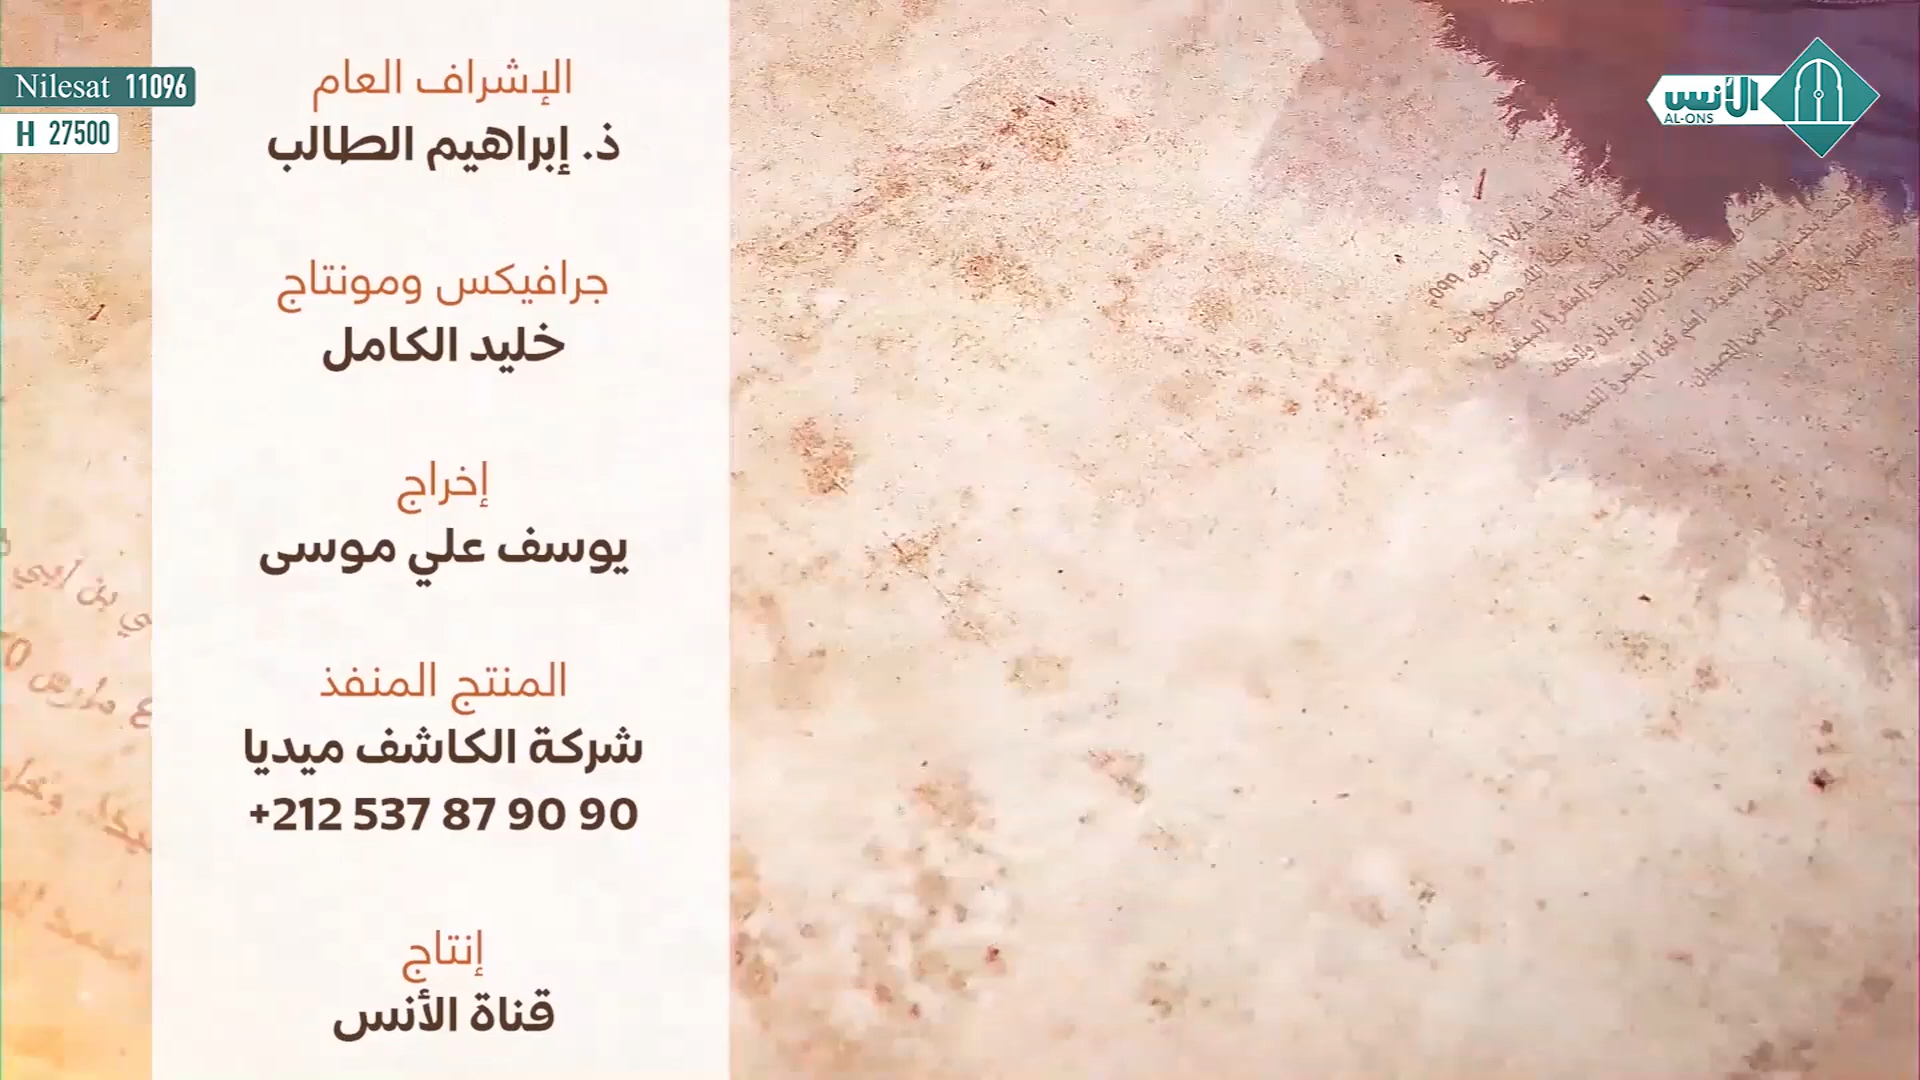 Nilesat 11096
H 27500
الأنس
AL-ONS
الإشراف العام
ذ. إبراهيم الطالب
جرافيكس ومونتاج
خليد الكامل
إخراج
يوسف علي موسى
المنتج المنفذ
شركة الكاشف ميديا
+212 537 87 90 90
إنتاج
قناة الأنس